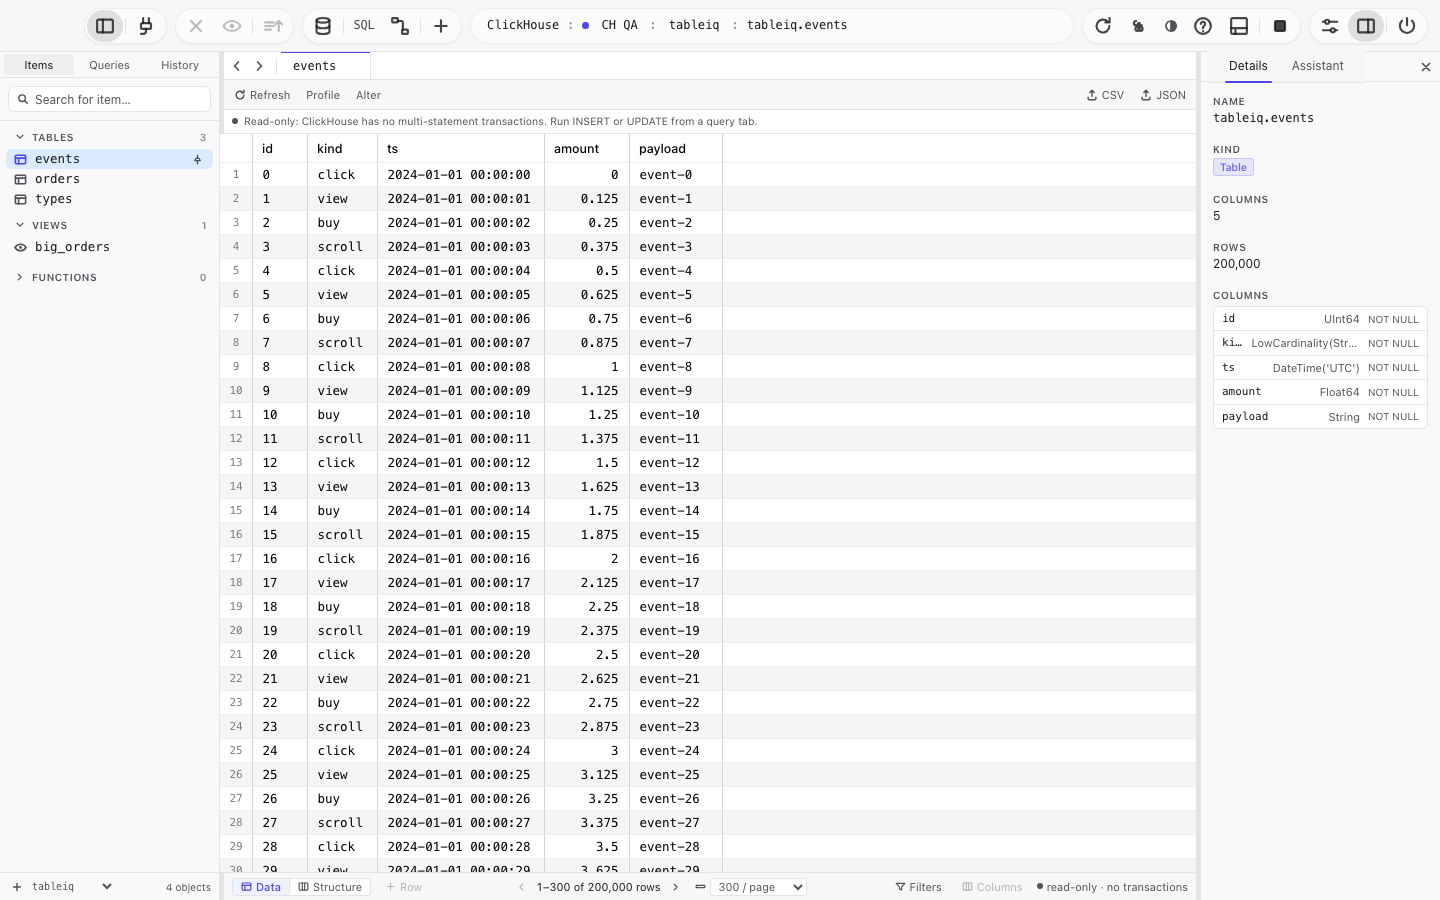 SQL
ClickHouse : CH QA : tableiq : tableiq.events
Items Queries History
Search for item...
TABLES 3
events
orders
types
VIEWS 1
big_orders
FUNCTIONS 0
tableiq 4 objects
events
Refresh Profile Alter CSV JSON
Read-only: ClickHouse has no multi-statement transactions. Run INSERT or UPDATE from a query tab.
id kind ts amount payload
1 0 click 2024-01-01 00:00:00 0 event-0
2 1 view 2024-01-01 00:00:01 0.125 event-1
3 2 buy 2024-01-01 00:00:02 0.25 event-2
4 3 scroll 2024-01-01 00:00:03 0.375 event-3
5 4 click 2024-01-01 00:00:04 0.5 event-4
6 5 view 2024-01-01 00:00:05 0.625 event-5
7 6 buy 2024-01-01 00:00:06 0.75 event-6
8 7 scroll 2024-01-01 00:00:07 0.875 event-7
9 8 click 2024-01-01 00:00:08 1 event-8
10 9 view 2024-01-01 00:00:09 1.125 event-9
11 10 buy 2024-01-01 00:00:10 1.25 event-10
12 11 scroll 2024-01-01 00:00:11 1.375 event-11
13 12 click 2024-01-01 00:00:12 1.5 event-12
14 13 view 2024-01-01 00:00:13 1.625 event-13
15 14 buy 2024-01-01 00:00:14 1.75 event-14
16 15 scroll 2024-01-01 00:00:15 1.875 event-15
17 16 click 2024-01-01 00:00:16 2 event-16
18 17 view 2024-01-01 00:00:17 2.125 event-17
19 18 buy 2024-01-01 00:00:18 2.25 event-18
20 19 scroll 2024-01-01 00:00:19 2.375 event-19
21 20 click 2024-01-01 00:00:20 2.5 event-20
22 21 view 2024-01-01 00:00:21 2.625 event-21
23 22 buy 2024-01-01 00:00:22 2.75 event-22
24 23 scroll 2024-01-01 00:00:23 2.875 event-23
25 24 click 2024-01-01 00:00:24 3 event-24
26 25 view 2024-01-01 00:00:25 3.125 event-25
27 26 buy 2024-01-01 00:00:26 3.25 event-26
28 27 scroll 2024-01-01 00:00:27 3.375 event-27
29 28 click 2024-01-01 00:00:28 3.5 event-28
30 29 view 2024-01-01 00:00:29 3.625 event-29
Data Structure + Row 1–300 of 200,000 rows 300 / page Filters Columns read-only · no transactions
Details Assistant
NAME
tableiq.events
KIND
Table
COLUMNS
5
ROWS
200,000
COLUMNS
id UInt64 NOT NULL
ki… LowCardinality(Str… NOT NULL
ts DateTime('UTC') NOT NULL
amount Float64 NOT NULL
payload String NOT NULL